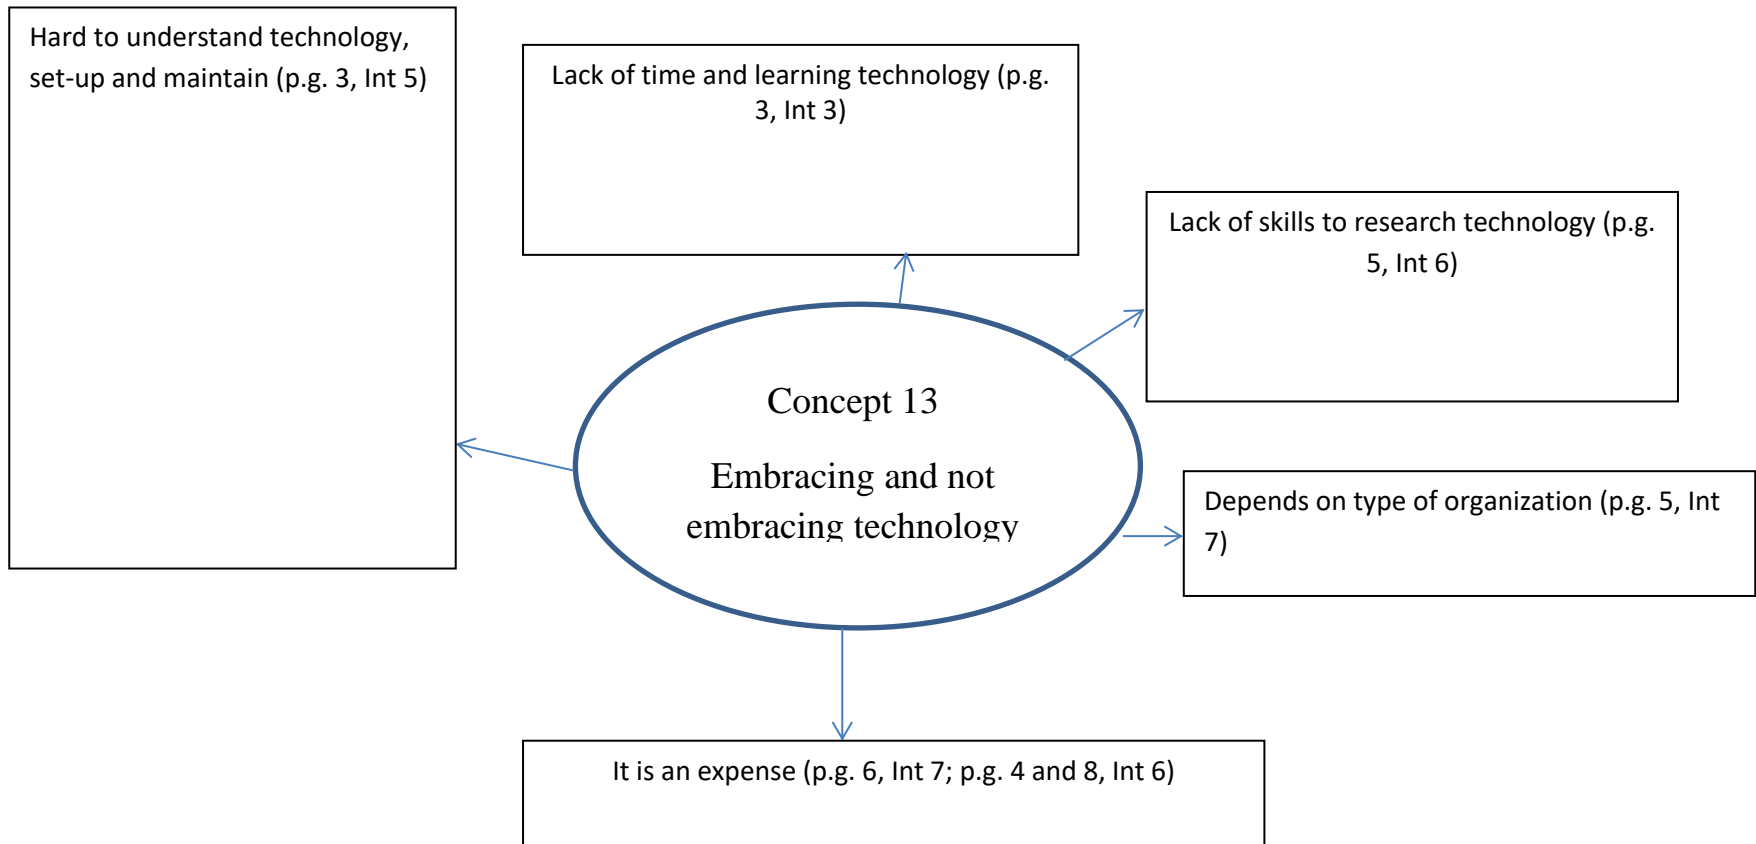 Hard to understand technology,
set-up and maintain (p.g. 3, Int 5)
Lack of time and learning technology (p.g.
3, Int 3)
Lack of skills to research technology (p.g.
5, Int 6)
Concept 13
Embracing and not
embracing technology
Depends on type of organization (p.g. 5, Int
7)
It is an expense (p.g. 6, Int 7; p.g. 4 and 8, Int 6)